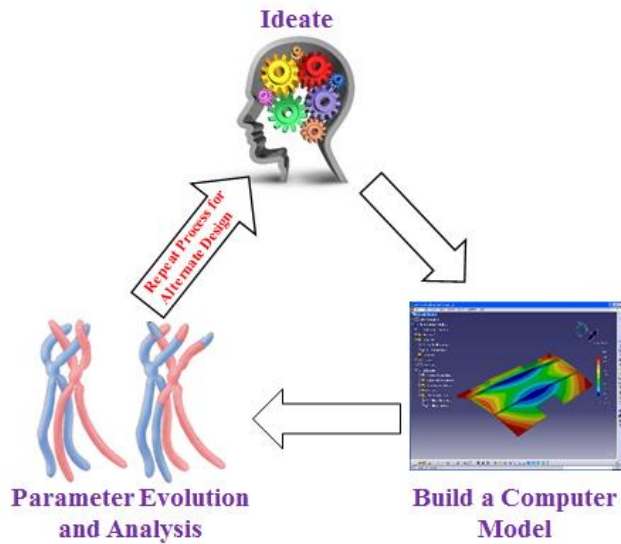 Ideate
Repeat Process for
Alternate Design
Parameter Evolution
and Analysis
Build a Computer
Model